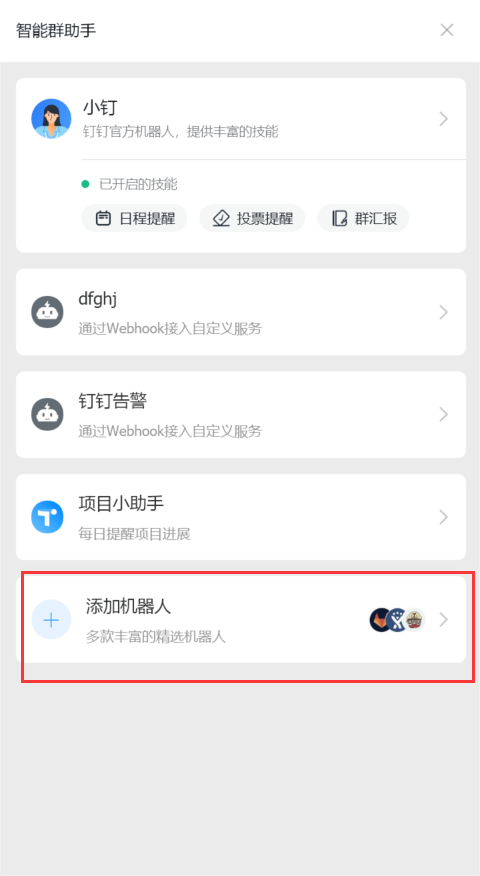 智能群助手
小钉
钉钉官方机器人，提供丰富的技能
已开启的技能
日程提醒 投票提醒 群汇报
dfghj
通过Webhook接入自定义服务
钉钉告警
通过Webhook接入自定义服务
项目小助手
每日提醒项目进展
添加机器人
多款丰富的精选机器人